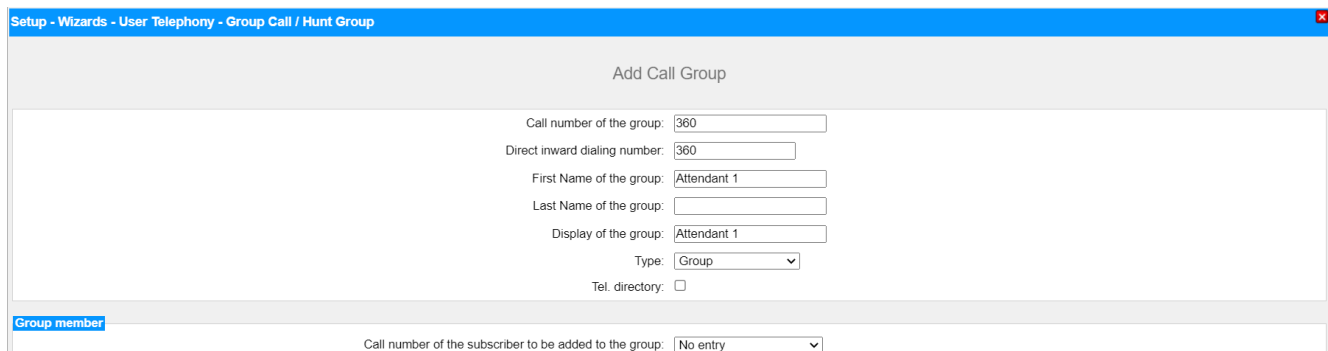 Setup - Wizards - User Telephony - Group Call / Hunt Group
Add Call Group
Call number of the group: 360
Direct inward dialing number: 360
First Name of the group: Attendant 1
Last Name of the group:
Display of the group: Attendant 1
Type: Group
Tel. directory:
Group member
Call number of the subscriber to be added to the group: No entry